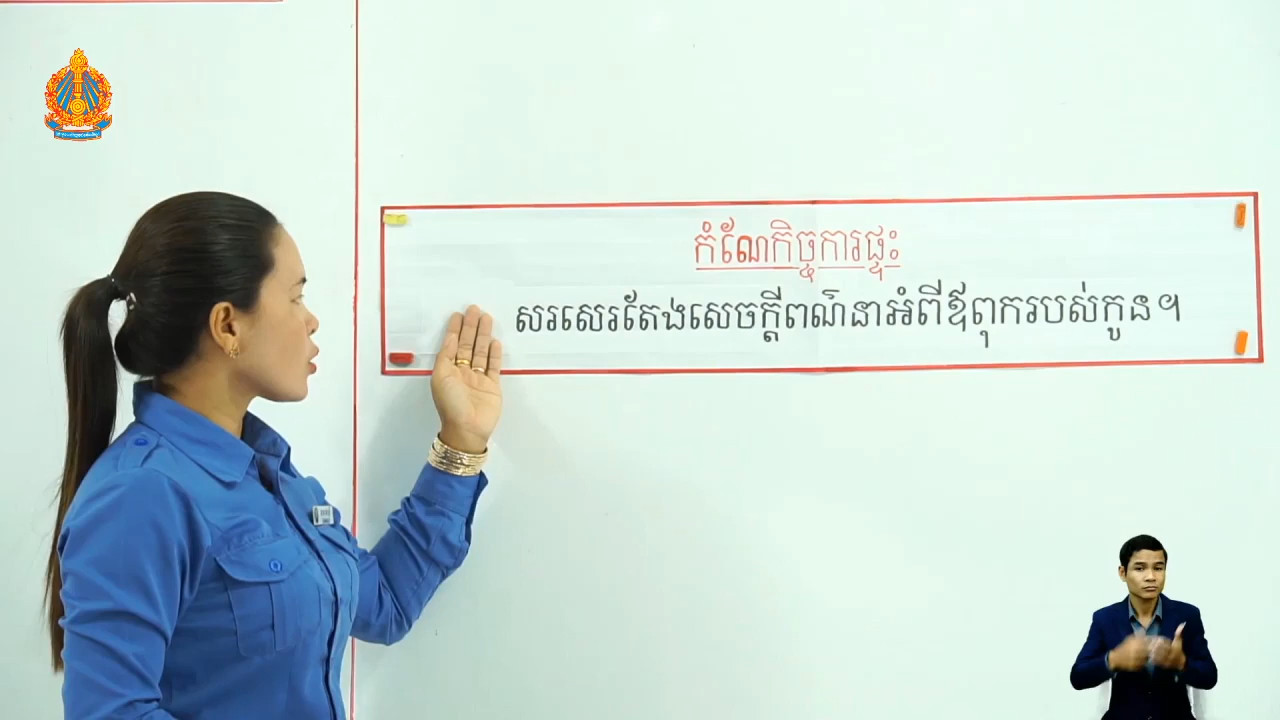 កំណែកិច្ចការផ្ទះ
សរសេរតែងសេចក្តីពណ៌នាអំពីឪពុករបស់កូន។